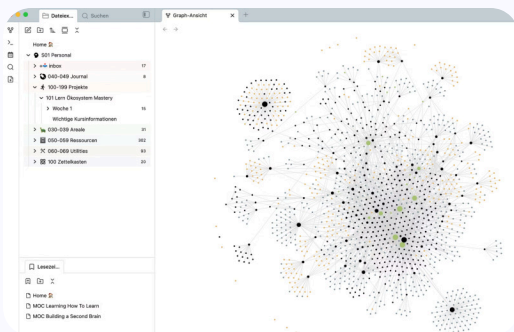 Dateiex...
Suchen
Graph-Ansicht
Home
S01 Personal
Inbox 17
040-049 Journal 8
100-199 Projekte
101 Lern Ökosystem Mastery
Woche 1 15
Wichtige Kursinformationen
030-039 Areale 31
050-059 Ressourcen 262
060-069 Utilities 93
100 Zettelkasten 20
Lesezei...
Home
MOC Learning How To Learn
MOC Building a Second Brain